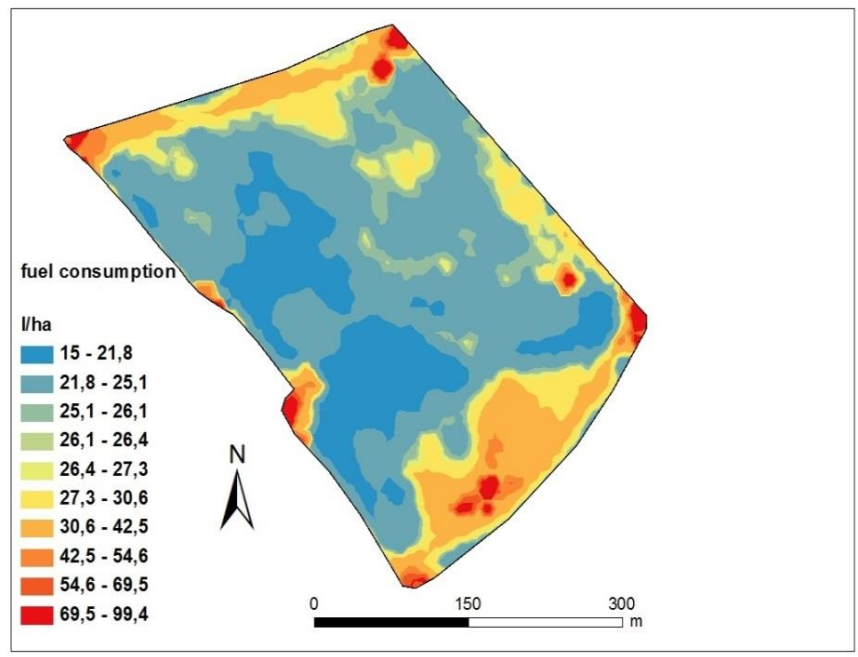 fuel consumption
l/ha
15 - 21,8
21,8 - 25,1
25,1 - 26,1
26,1 - 26,4
26,4 - 27,3
27,3 - 30,6
30,6 - 42,5
42,5 - 54,6
54,6 - 69,5
69,5 - 99,4
N
0 150 300
m